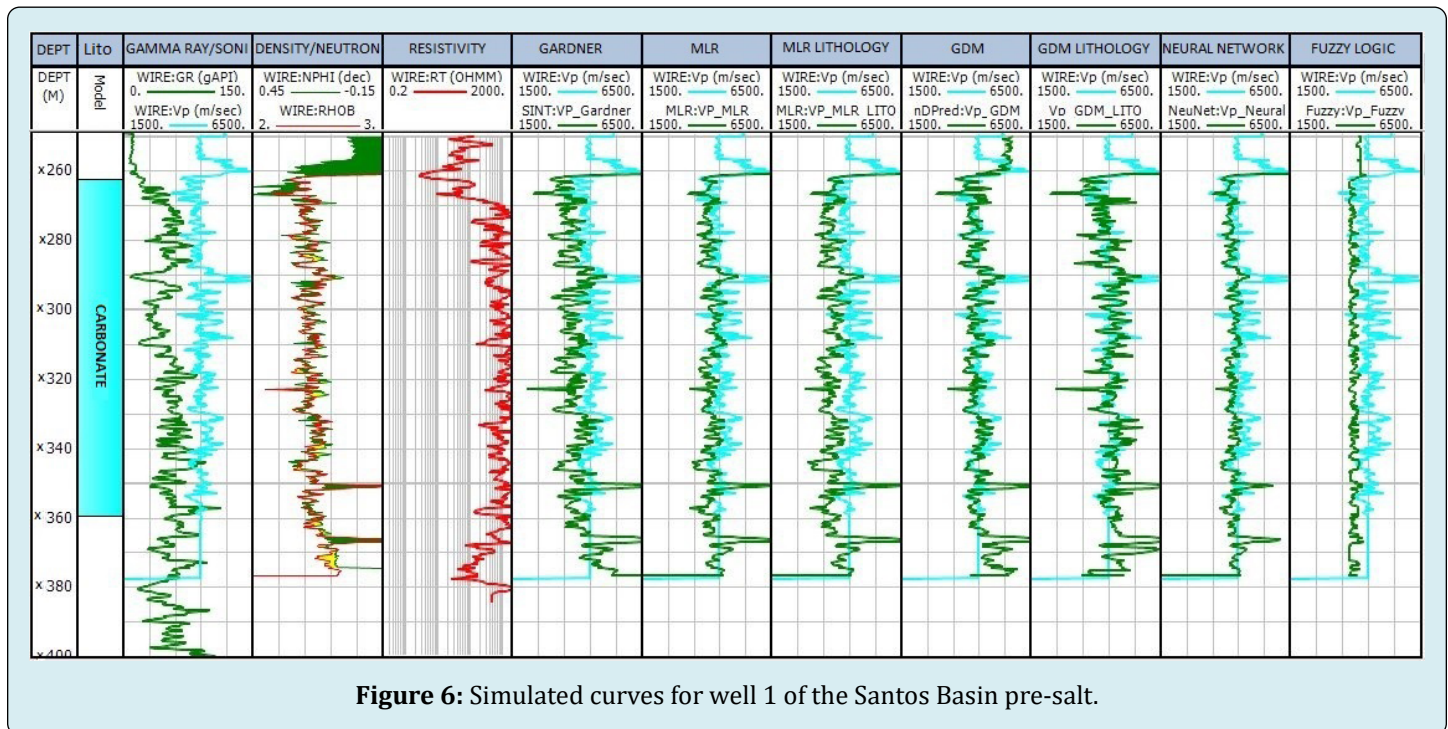 DEPT Lito GAMMA RAY/SONI DENSITY/NEUTRON RESISTIVITY GARDNER MLR MLR LITHOLOGY GDM GDM LITHOLOGY NEURAL NETWORK FUZZY LOGIC
DEPT (M)
Model
WIRE:GR (gAPI)
0. 150.
WIRE:Vp (m/sec)
1500. 6500.
WIRE:NPHI (dec)
0.45 -0.15
WIRE:RHOB
2. 3.
WIRE:RT (OHMM)
0.2 2000.
WIRE:Vp (m/sec)
1500. 6500.
SINT:VP_Gardner
1500. 6500.
WIRE:Vp (m/sec)
1500. 6500.
MLR:VP_MLR
1500. 6500.
WIRE:Vp (m/sec)
1500. 6500.
MLR:VP_MLR_LITO
1500. 6500.
WIRE:Vp (m/sec)
1500. 6500.
nDPred:Vp_GDM
1500. 6500.
WIRE:Vp (m/sec)
1500. 6500.
Vp_GDM_LITO
1500. 6500.
WIRE:Vp (m/sec)
1500. 6500.
NeuNet:Vp_Neural
1500. 6500.
WIRE:Vp (m/sec)
1500. 6500.
Fuzzy:Vp_Fuzzy
1500. 6500.
x260
x280
x300
x320
x340
x360
x380
x400
CARBONATE
Figure 6: Simulated curves for well 1 of the Santos Basin pre-salt.